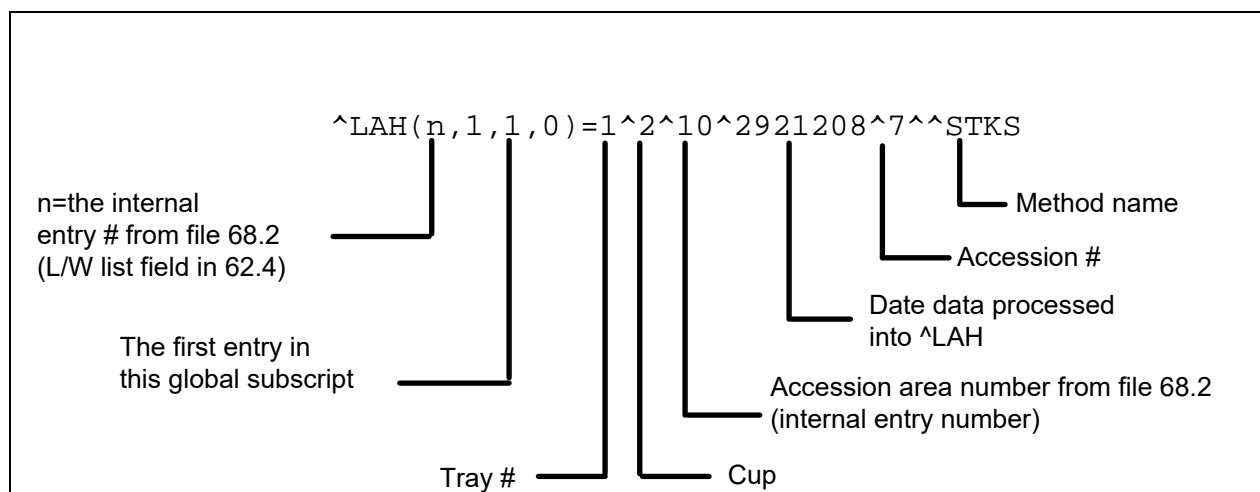 ^LAH(n,1,1,0)=1^2^10^2921208^7^^STKS
n=the internal
entry # from file 68.2
(L/W list field in 62.4)
Method name
Accession #
Date data processed
into ^LAH
The first entry in
this global subscript
Accession area number from file 68.2
(internal entry number)
Tray #
Cup